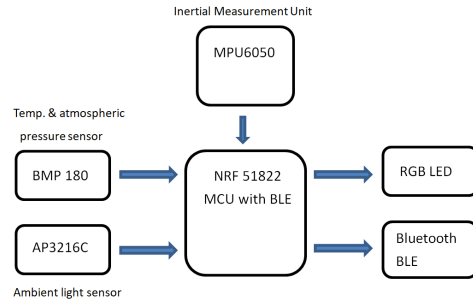 Inertial Measurement Unit
MPU6050
Temp. & atmospheric
pressure sensor
BMP 180
NRF 51822
MCU with BLE
RGB LED
AP3216C
Bluetooth
BLE
Ambient light sensor